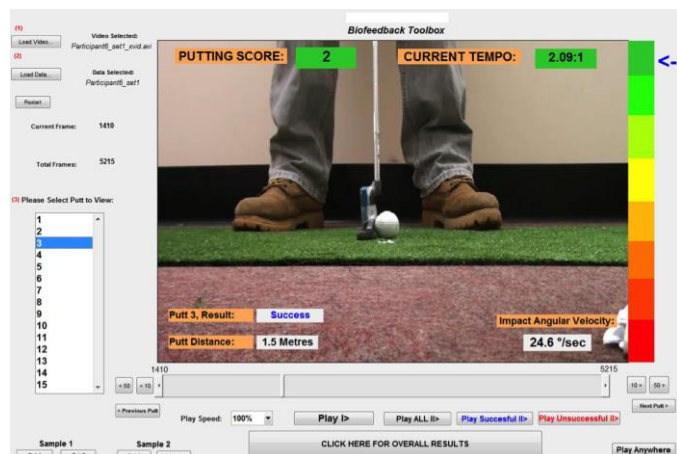 Biofeedback Toolbox
(1)
Load Video...
Video Selected:
Participant6_set1_xvid.avi
(2)
Load Data...
Data Selected:
Participant6_set1
Restart
Current Frame: 1410
Total Frames: 5215
(3) Please Select Putt to View:
1
2
3
4
5
6
7
8
9
10
11
12
13
14
15
PUTTING SCORE: 2
CURRENT TEMPO: 2.09:1
<-
Putt 3, Result: Success
Putt Distance: 1.5 Metres
Impact Angular Velocity:
24.6 °/sec
1410 5215
< 50 < 10 10 > 50 >
< Previous Putt
Next Putt >
Play Speed: 100%
Play I>
Play ALL II>
Play Succesful II>
Play Unsuccessful II>
Sample 1
Sample 2
CLICK HERE FOR OVERALL RESULTS
Play Anywhere